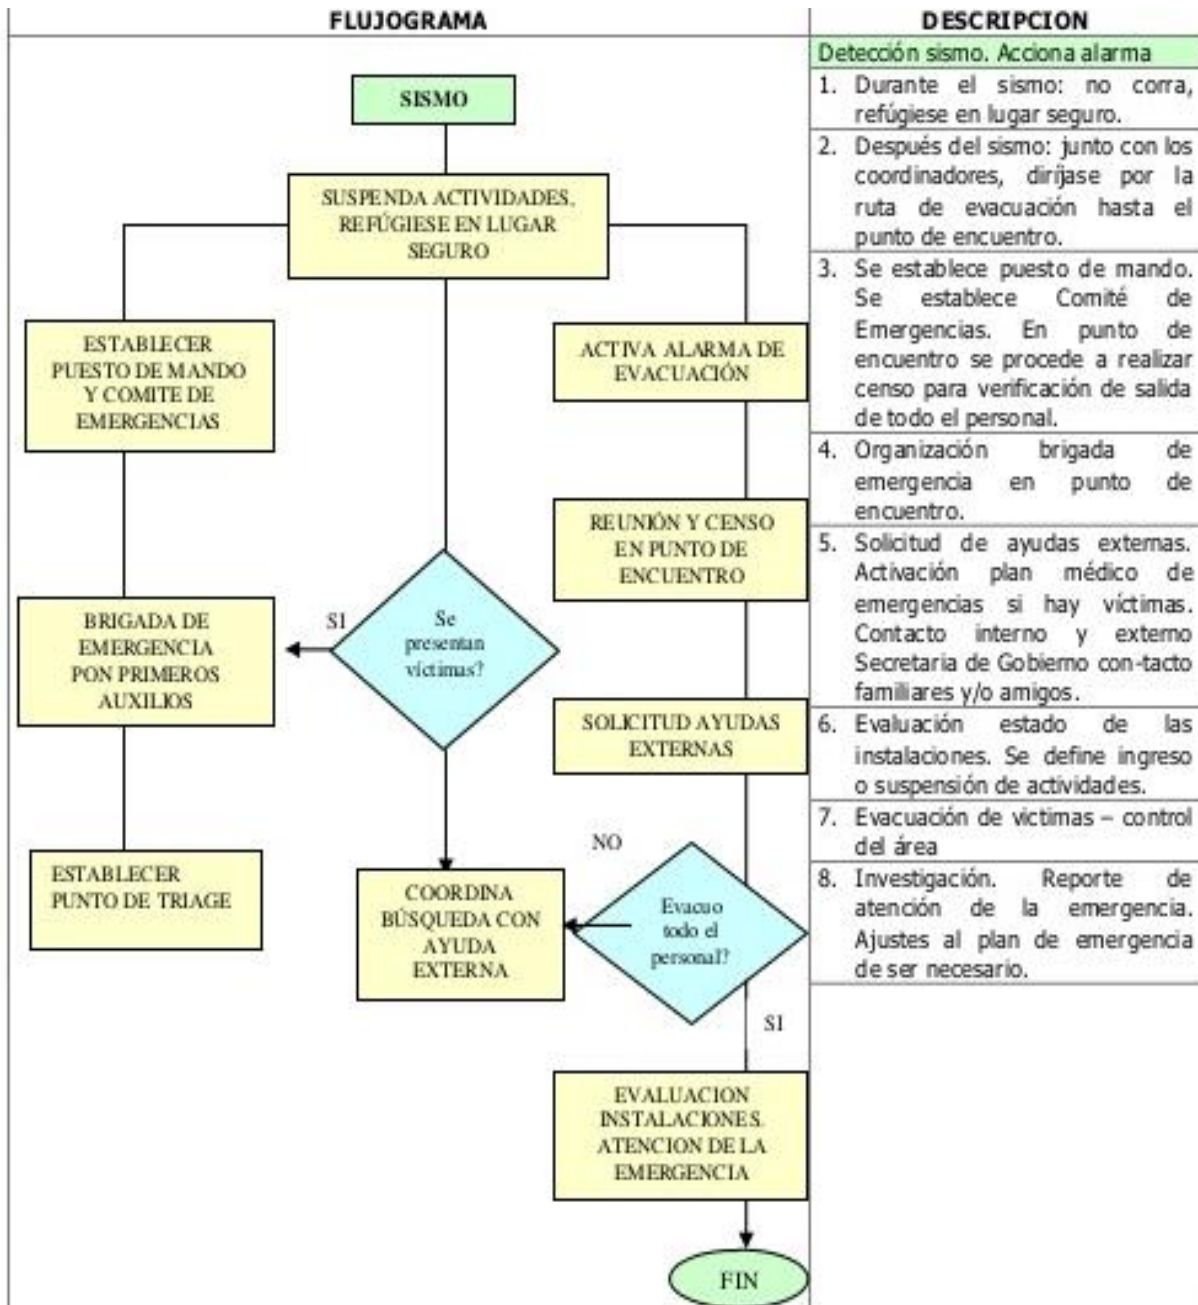 FLUJOGRAMA
SISMO
SUSPENDA ACTIVIDADES,
REFÚGIESE EN LUGAR
SEGURO
ESTABLECER
PUESTO DE MANDO
Y COMITE DE
EMERGENCIAS
ACTIVA ALARMA DE
EVACUACIÓN
REUNIÓN Y CENSO
EN PUNTO DE
ENCUENTRO
BRIGADA DE
EMERGENCIA
PON PRIMEROS
AUXILIOS
SI
Se
presentan
víctimas?
SOLICITUD AYUDAS
EXTERNAS
ESTABLECER
PUNTO DE TRIAGE
COORDINA
BÚSQUEDA CON
AYUDA
EXTERNA
NO
Evacuo
todo el
personal?
SI
EVALUACION
INSTALACIONES.
ATENCION DE LA
EMERGENCIA
FIN
DESCRIPCION
Detección sismo. Acciona alarma
1. Durante el sismo: no corra,
refúgiese en lugar seguro.
2. Después del sismo: junto con los
coordinadores, diríjase por la
ruta de evacuación hasta el
punto de encuentro.
3. Se establece puesto de mando.
Se establece Comité de
Emergencias. En punto de
encuentro se procede a realizar
censo para verificación de salida
de todo el personal.
4. Organización brigada de
emergencia en punto de
encuentro.
5. Solicitud de ayudas externas.
Activación plan médico de
emergencias si hay víctimas.
Contacto interno y externo
Secretaria de Gobierno con-tacto
familiares y/o amigos.
6. Evaluación estado de las
instalaciones. Se define ingreso
o suspensión de actividades.
7. Evacuación de victimas – control
del área
8. Investigación. Reporte de
atención de la emergencia.
Ajustes al plan de emergencia
de ser necesario.